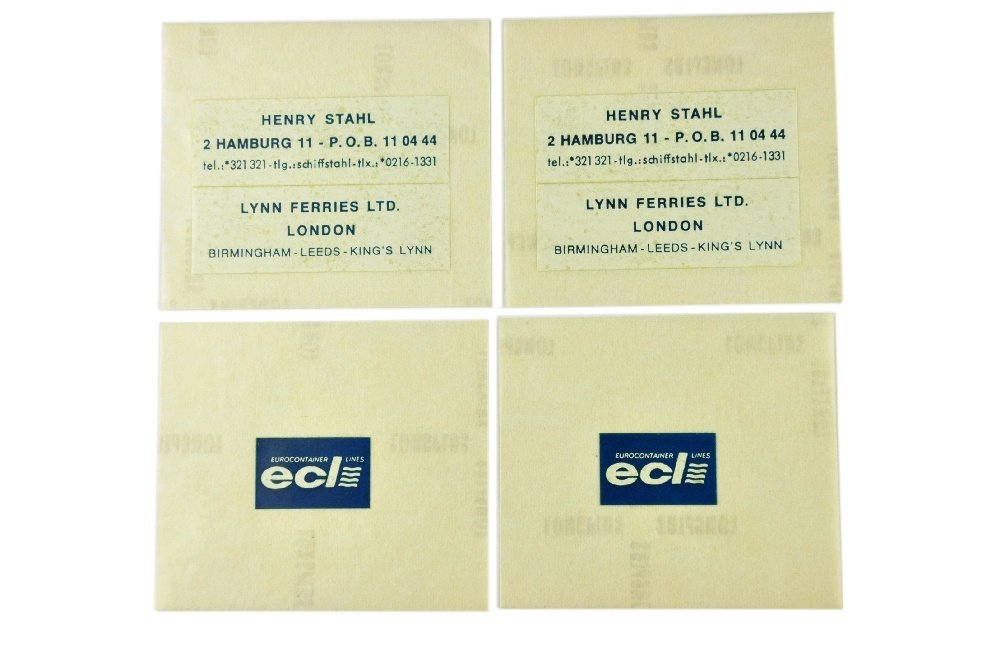 HENRY STAHL
2 HAMBURG 11 - P.O.B. 11 04 44
tel.:*321 321 - tlg.:schiffstahl - tlx.:*0216-1331
LYNN FERRIES LTD.
LONDON
BIRMINGHAM - LEEDS - KING'S LYNN
HENRY STAHL
2 HAMBURG 11 - P.O.B. 11 04 44
tel.:*321 321 - tlg.:schiffstahl - tlx.:*0216-1331
LYNN FERRIES LTD.
LONDON
BIRMINGHAM - LEEDS - KING'S LYNN
EUROCONTAINER LINES
ecl
EUROCONTAINER LINES
ecl